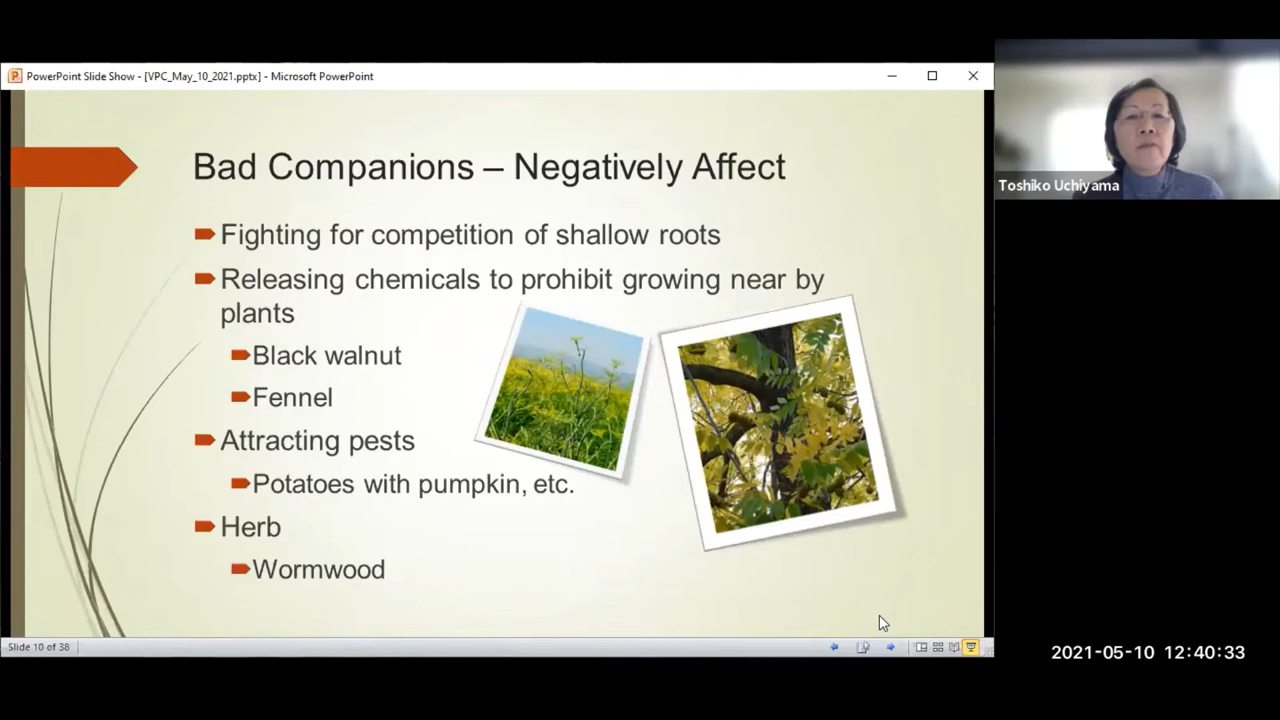 PowerPoint Slide Show - [VPC_May_10_2021.pptx] - Microsoft PowerPoint
Toshiko Uchiyama
Bad Companions – Negatively Affect
Fighting for competition of shallow roots
Releasing chemicals to prohibit growing near by
plants
Black walnut
Fennel
Attracting pests
Potatoes with pumpkin, etc.
Herb
Wormwood
Slide 10 of 38
2021-05-10 12:40:33